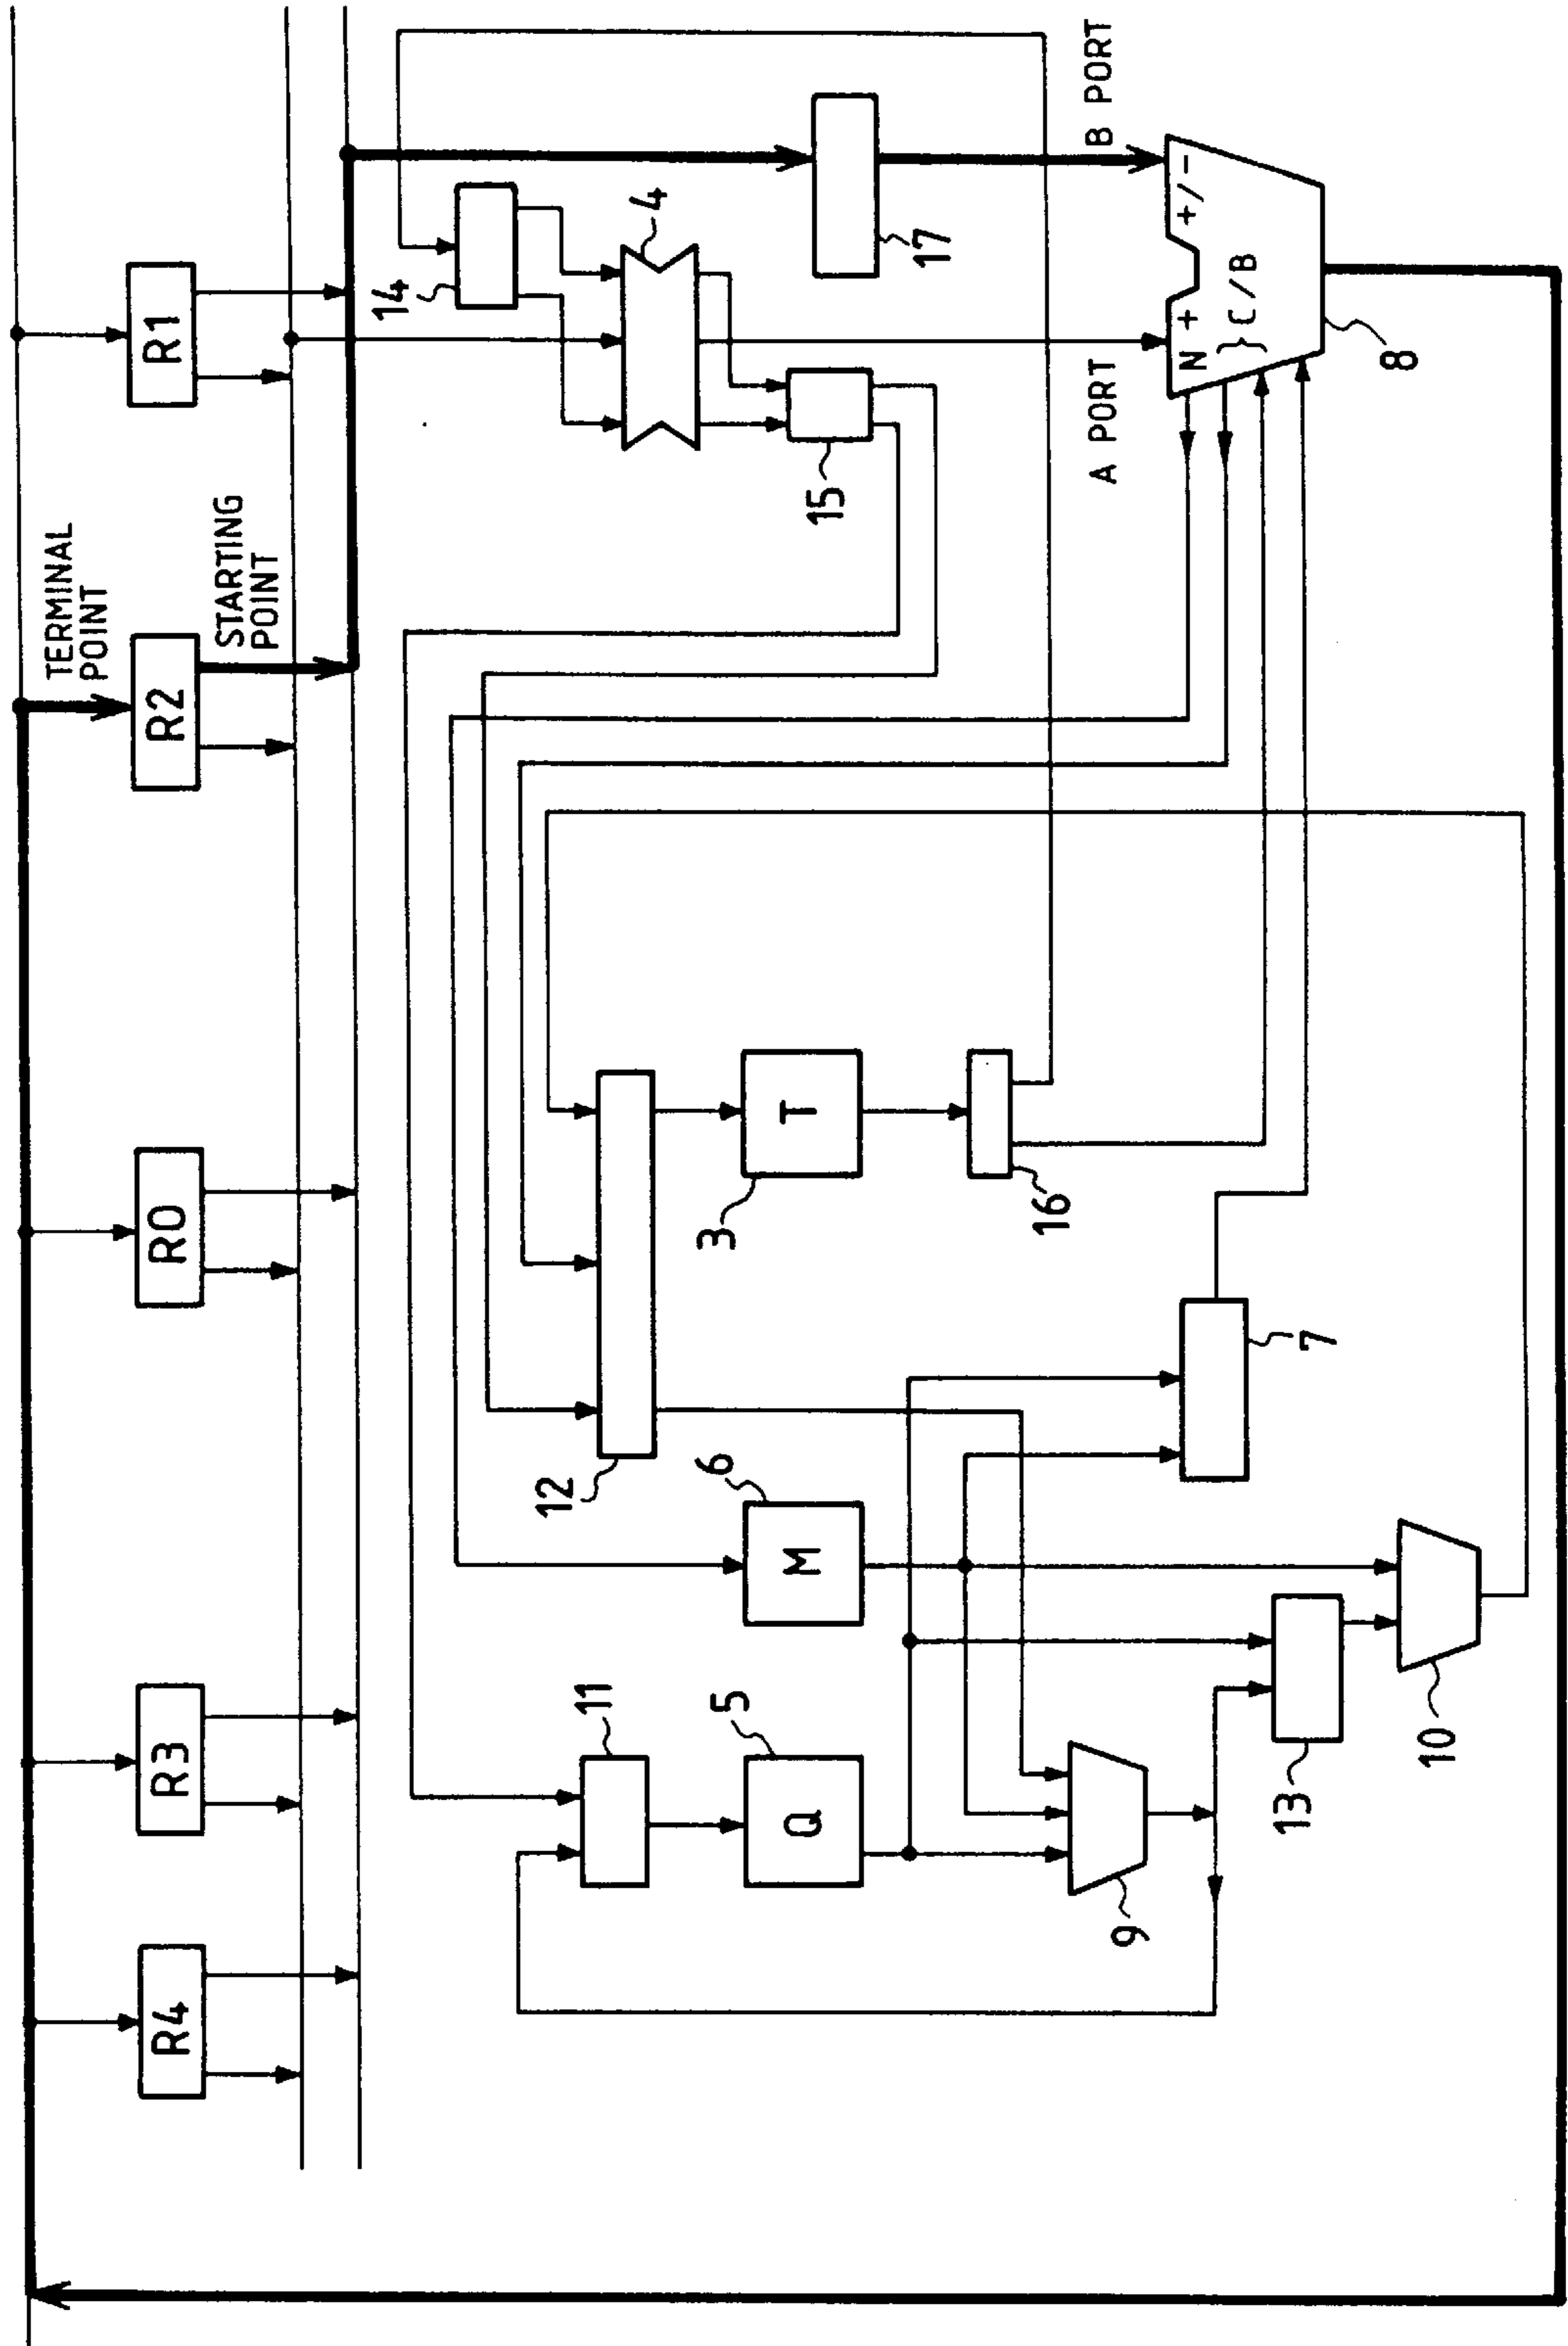 R4
R3
R0
R2
R1
TERMINAL
POINT
STARTING
POINT
14
4
15
17
11
12
5
Q
6
M
3
T
16
A PORT
B PORT
N + +/-
} C/B
8
7
9
13
10